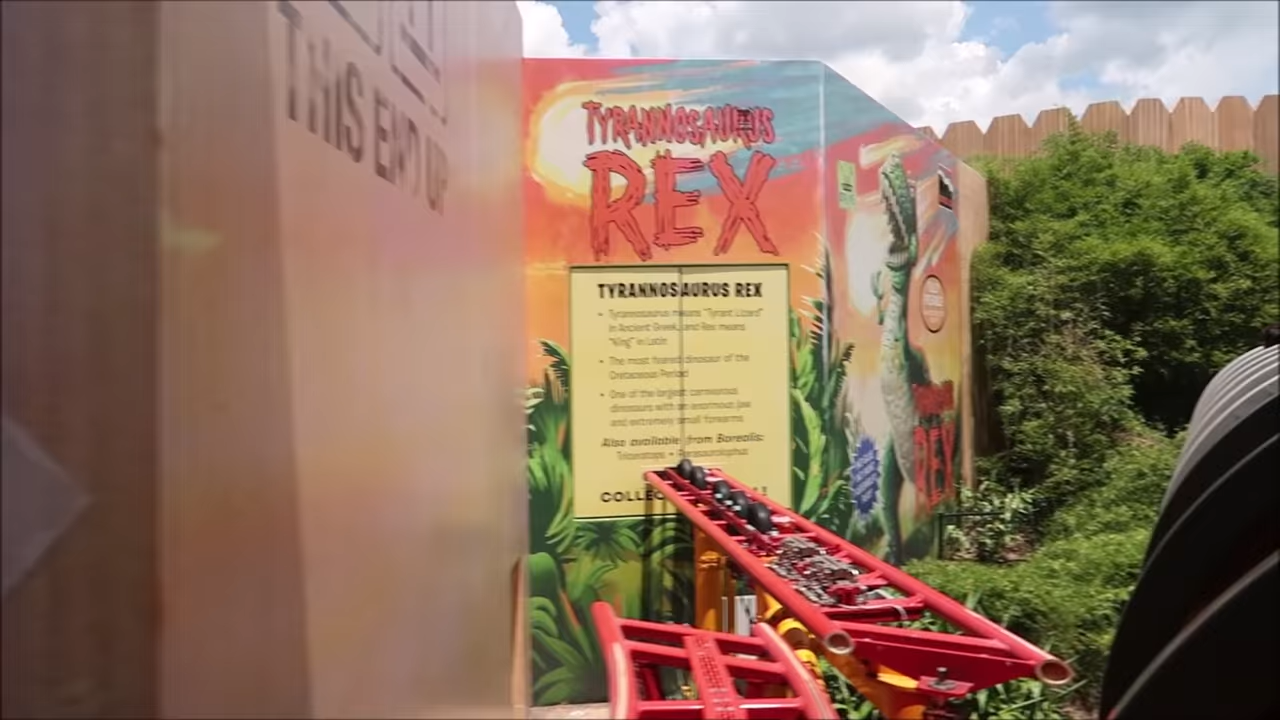 THIS END UP
TYRANNOSAURUS
REX
TYRANNOSAURUS REX
• Tyrannosaurus means "Tyrant Lizard"
in Ancient Greek, and Rex means
"King" in Latin
• The most feared dinosaur of the
Cretaceous Period
• One of the largest carnivorous
dinosaurs with an enormous jaw
and extremely small forearms
Also available from Borealis:
Triceratops • Parasaurolophus
REX